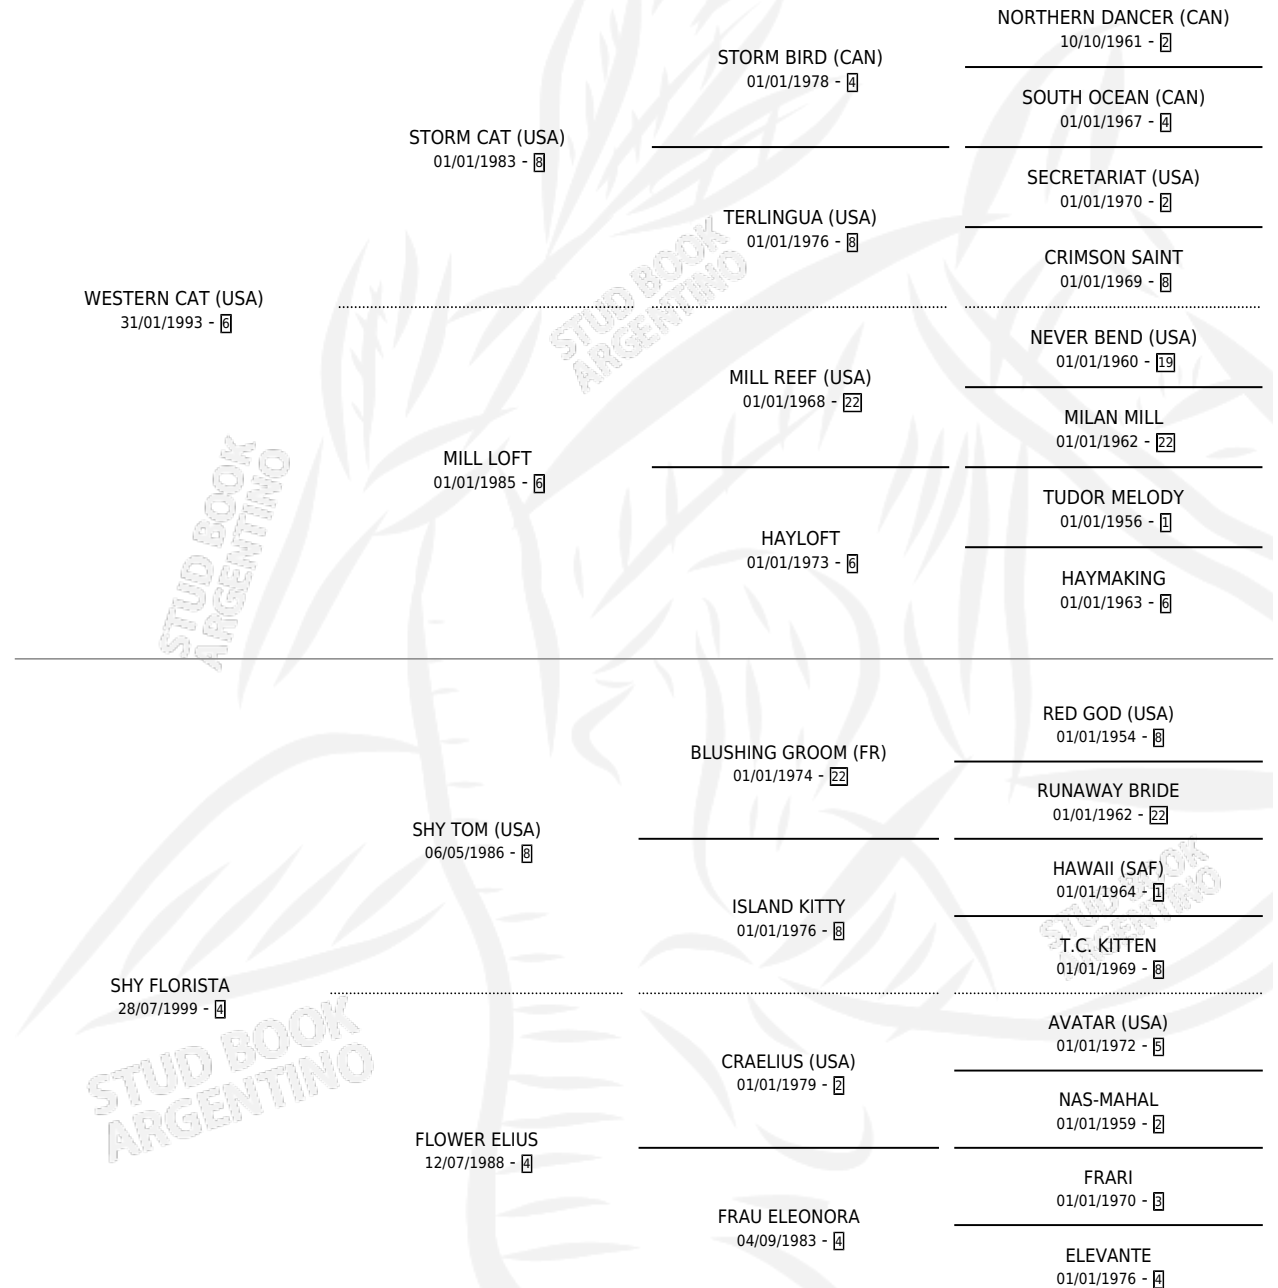 NORTHERN DANCER (CAN)
10/10/1961 - 2
STORM BIRD (CAN)
01/01/1978 - 4
SOUTH OCEAN (CAN)
01/01/1967 - 4
STORM CAT (USA)
01/01/1983 - 8
SECRETARIAT (USA)
01/01/1970 - 2
TERLINGUA (USA)
01/01/1976 - 8
CRIMSON SAINT
01/01/1969 - 8
WESTERN CAT (USA)
31/01/1993 - 6
NEVER BEND (USA)
01/01/1960 - 19
MILL REEF (USA)
01/01/1968 - 22
MILAN MILL
01/01/1962 - 22
MILL LOFT
01/01/1985 - 6
TUDOR MELODY
01/01/1956 - 1
HAYLOFT
01/01/1973 - 6
HAYMAKING
01/01/1963 - 6
RED GOD (USA)
01/01/1954 - 8
BLUSHING GROOM (FR)
01/01/1974 - 22
RUNAWAY BRIDE
01/01/1962 - 22
SHY TOM (USA)
06/05/1986 - 8
HAWAII (SAF)
01/01/1964 - 1
ISLAND KITTY
01/01/1976 - 8
T.C. KITTEN
01/01/1969 - 8
SHY FLORISTA
28/07/1999 - 4
AVATAR (USA)
01/01/1972 - 5
CRAELIUS (USA)
01/01/1979 - 2
NAS-MAHAL
01/01/1959 - 2
FLOWER ELIUS
12/07/1988 - 4
FRARI
01/01/1970 - 3
FRAU ELEONORA
04/09/1983 - 4
ELEVANTE
01/01/1976 - 4
STUD BOOK
ARGENTINO
STUD BOOK
ARGENTINO
STUD BOOK
ARGENTINO
STUD BOOK
ARGENTINO